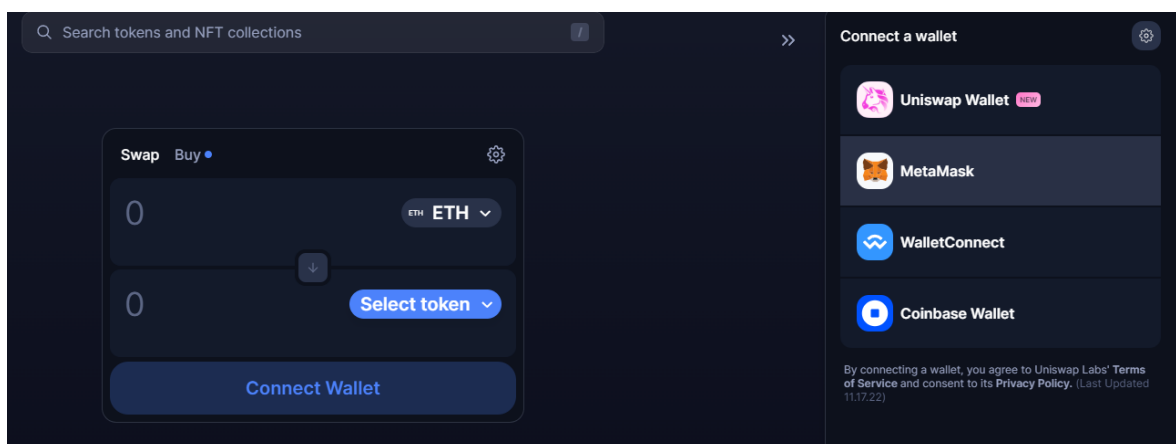 Search tokens and NFT collections /
Swap Buy
0 ETH ETH
0 Select token
Connect Wallet
Connect a wallet
Uniswap Wallet NEW
MetaMask
WalletConnect
Coinbase Wallet
By connecting a wallet, you agree to Uniswap Labs' Terms
of Service and consent to its Privacy Policy. (Last Updated
11.17.22)